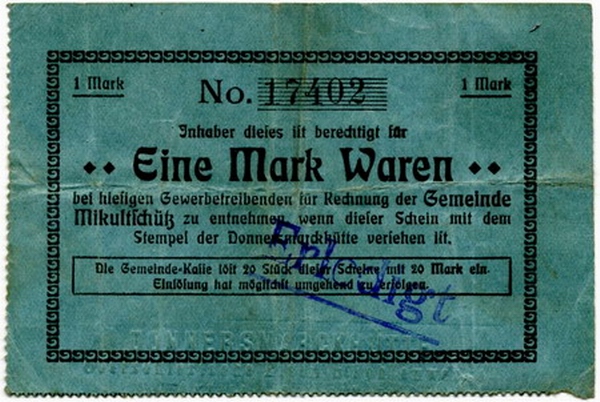 1 Mark
No. 17402
1 Mark
Inhaber dieses ist berechtigt für
Eine Mark Waren
bei hiesigen Gewerbetreibenden für Rechnung der Gemeinde
Mikultschütz zu entnehmen, wenn dieser Schein mit dem
Stempel der Donnersmarckhütte versehen ist.
Die Gemeinde-Kasse löst 20 Stück dieser Scheine mit 20 Mark ein.
Einlösung hat möglichst umgehend zu erfolgen.
Erledigt